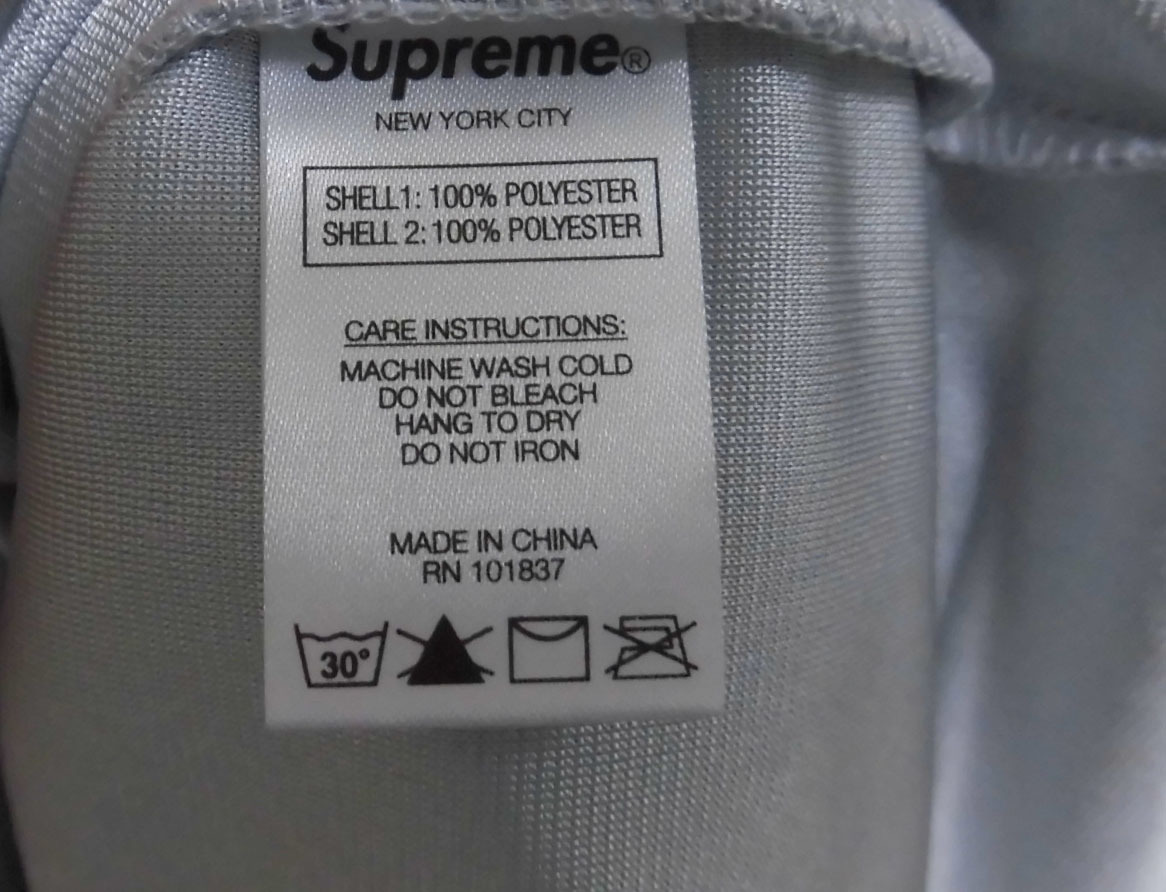 Supreme®
NEW YORK CITY
SHELL1: 100% POLYESTER
SHELL 2: 100% POLYESTER
CARE INSTRUCTIONS:
MACHINE WASH COLD
DO NOT BLEACH
HANG TO DRY
DO NOT IRON
MADE IN CHINA
RN 101837
30°